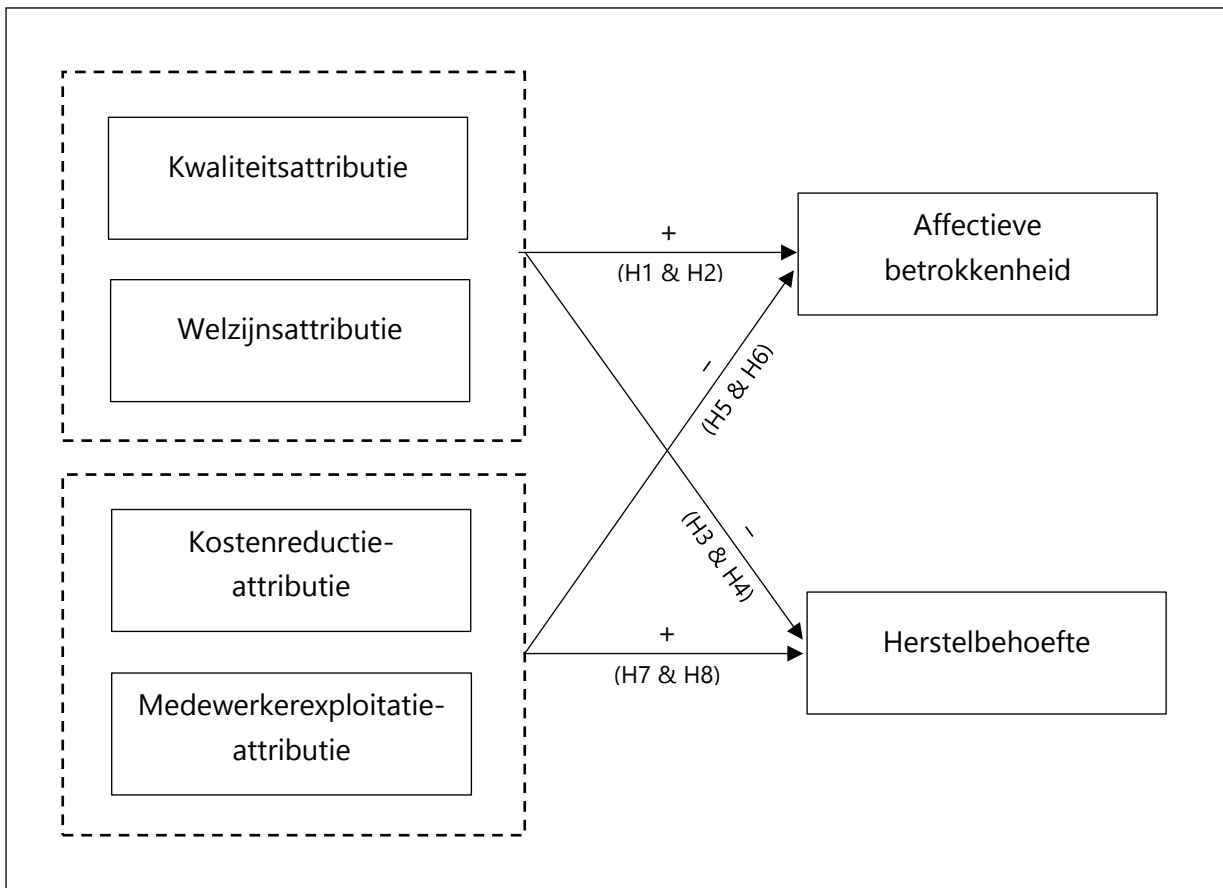 Kwaliteitsattributie
Welzijnsattributie
Kostenreductie-
attributie
Medewerkerexploitatie-
attributie
+
(H1 & H2)
–
(H5 & H6)
–
(H3 & H4)
+
(H7 & H8)
Affectieve
betrokkenheid
Herstelbehoefte